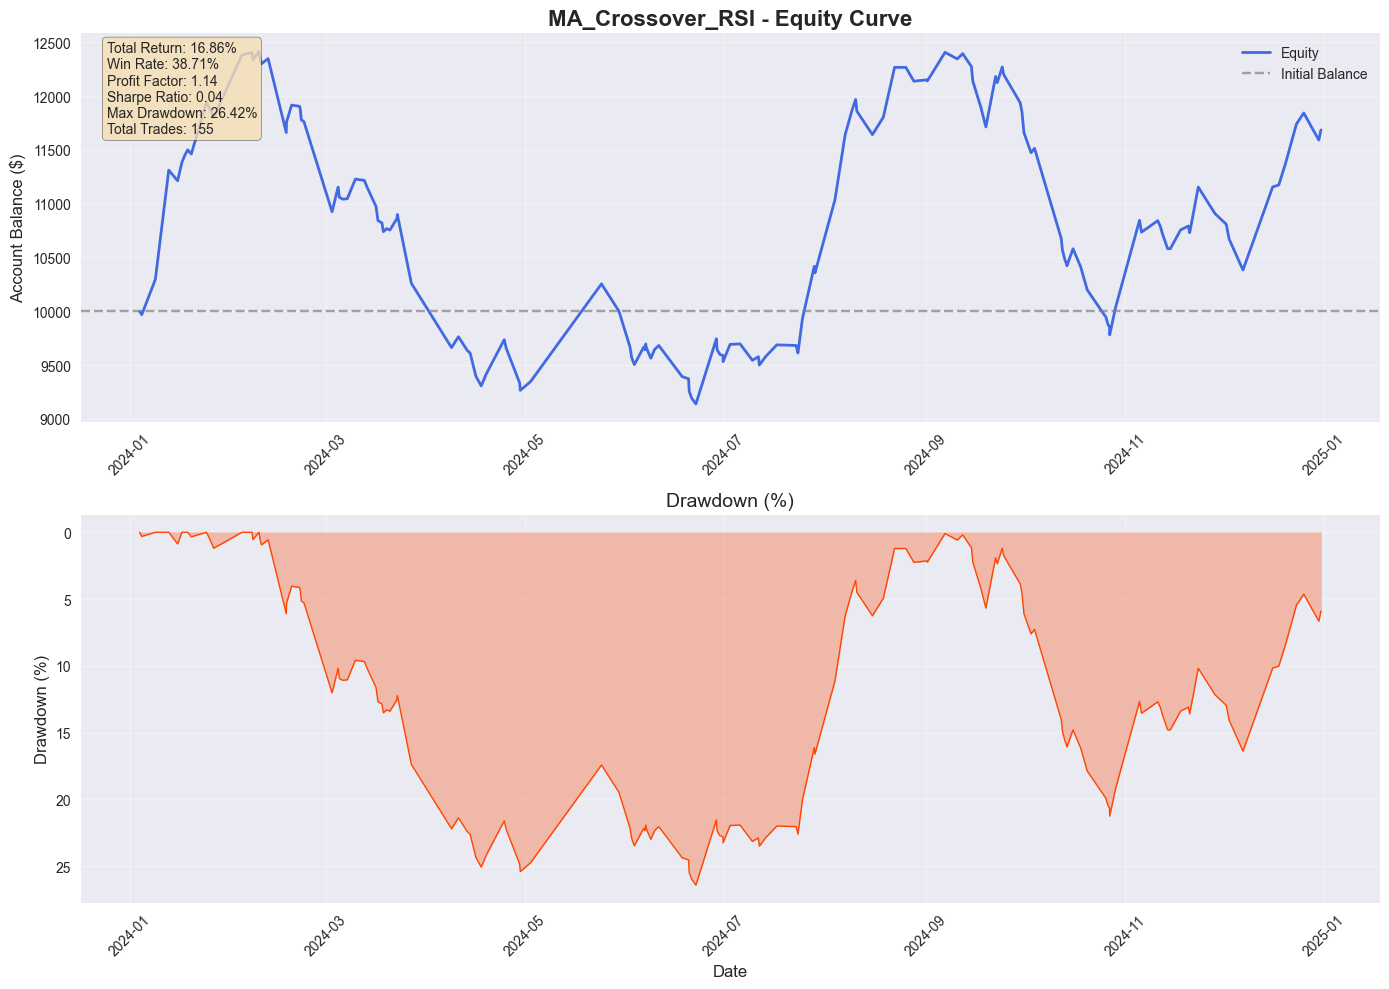 MA_Crossover_RSI - Equity Curve
Total Return: 16.86%
Win Rate: 38.71%
Profit Factor: 1.14
Sharpe Ratio: 0.04
Max Drawdown: 26.42%
Total Trades: 155
Equity
Initial Balance
Account Balance ($)
12500
12000
11500
11000
10500
10000
9500
9000
2024-01
2024-03
2024-05
2024-07
2024-09
2024-11
2025-01
Drawdown (%)
Drawdown (%)
0
5
10
15
20
25
2024-01
2024-03
2024-05
2024-07
2024-09
2024-11
2025-01
Date